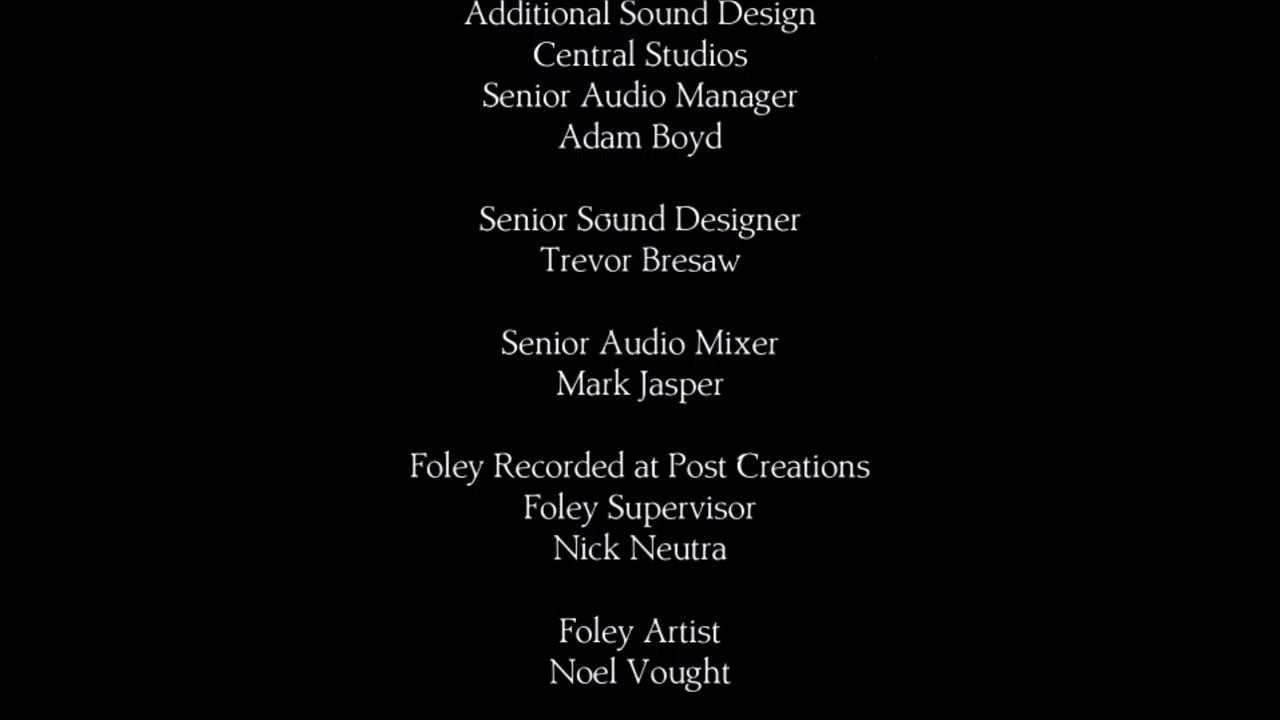 Additional Sound Design
Central Studios
Senior Audio Manager
Adam Boyd
Senior Sound Designer
Trevor Bresaw
Senior Audio Mixer
Mark Jasper
Foley Recorded at Post Creations
Foley Supervisor
Nick Neutra
Foley Artist
Noel Vought